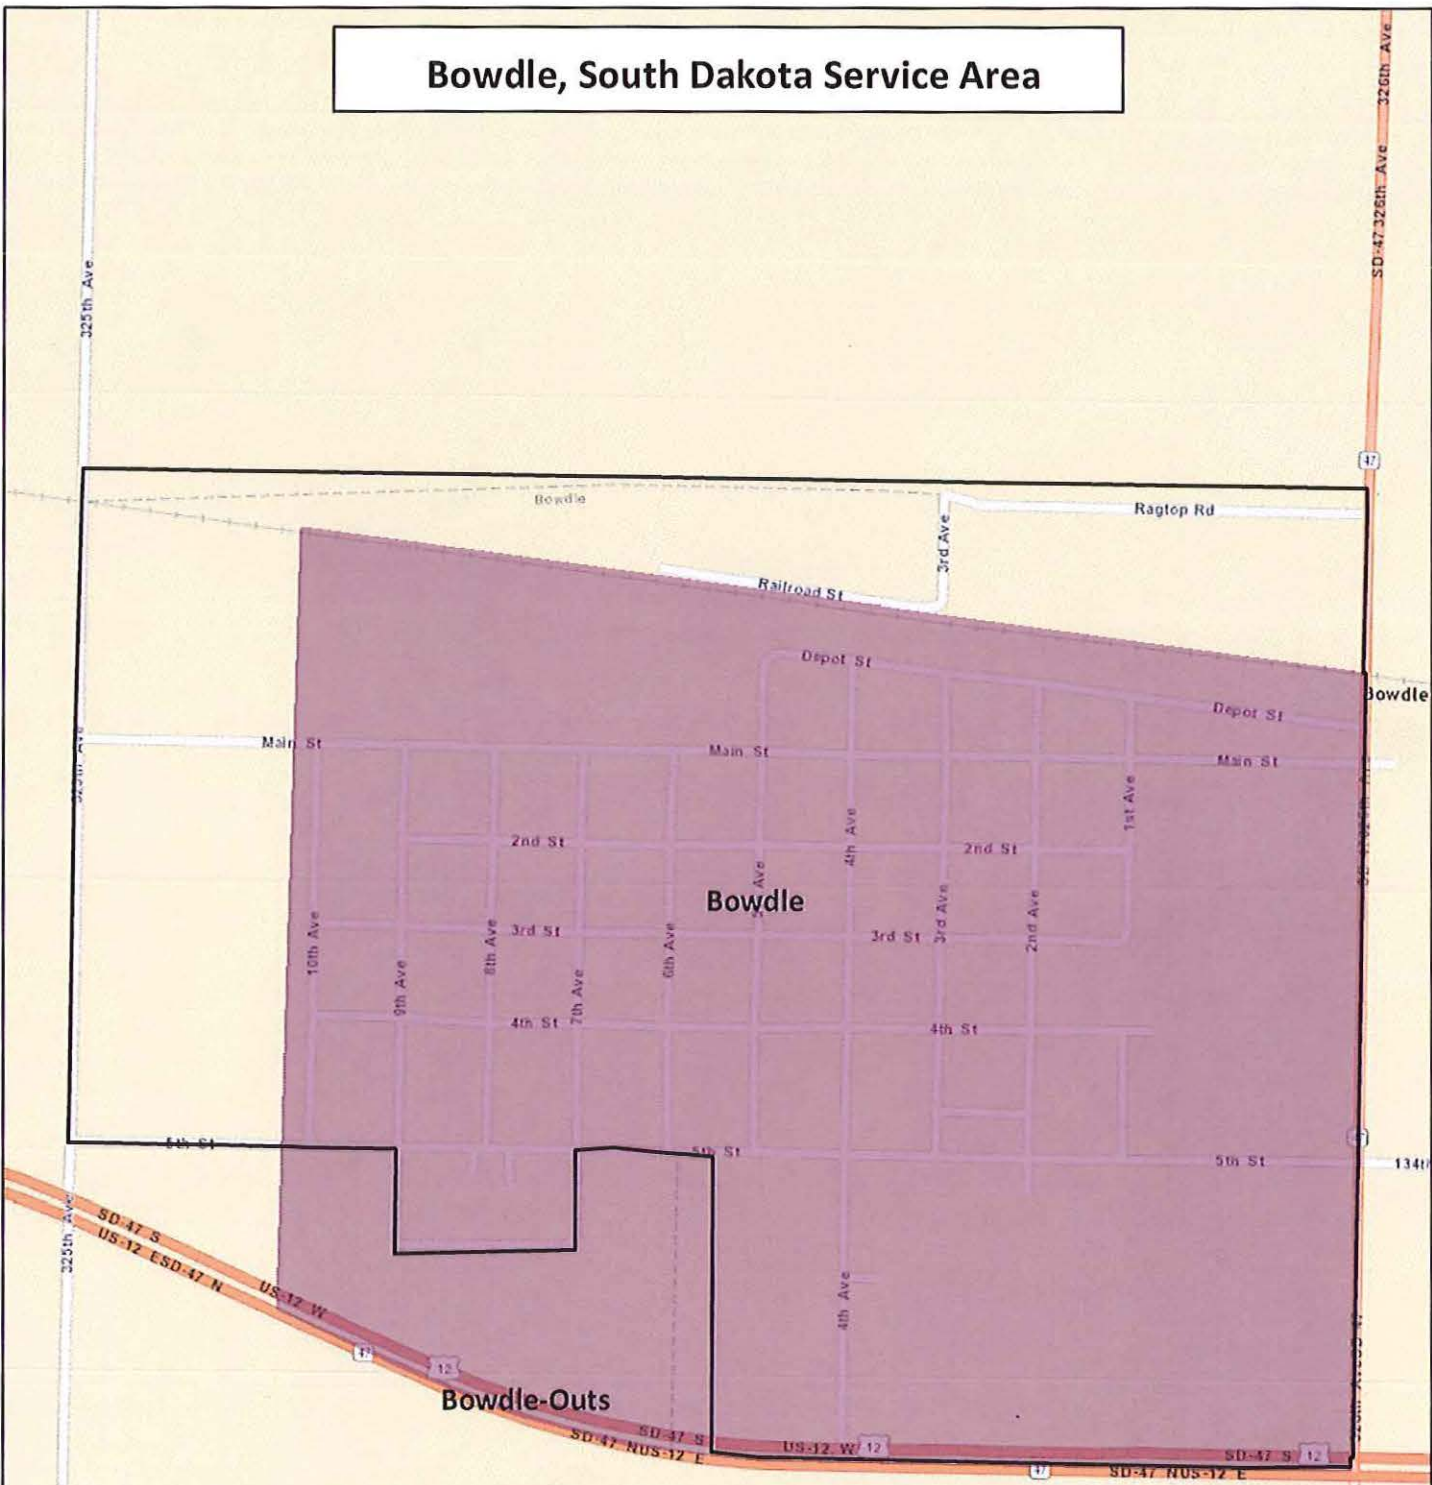 Bowdle, South Dakota Service Area
326th Ave
326th Ave
SD-47
325th Ave
47
Bowdle
Ragtop Rd
3rd Ave
Railroad St
Depot St
Bowdle
Depot St
Main St
Main St
Main St
325th Ave
1st Ave
4th Ave
2nd St
2nd St
5th Ave
Bowdle
10th Ave
8th Ave
3rd St
6th Ave
3rd St
3rd Ave
2nd Ave
9th Ave
7th Ave
4th St
4th St
47
5th St
5th St
5th St
134th
325th Ave
SD-47 S
US-12 E
SD-47 N
US-12 W
4th Ave
47
12
Bowdle-Outs
SD-47 S
SD-47 N
US-12 E
US-12 W
12
SD-47 S
12
47
SD-47 N
US-12 E